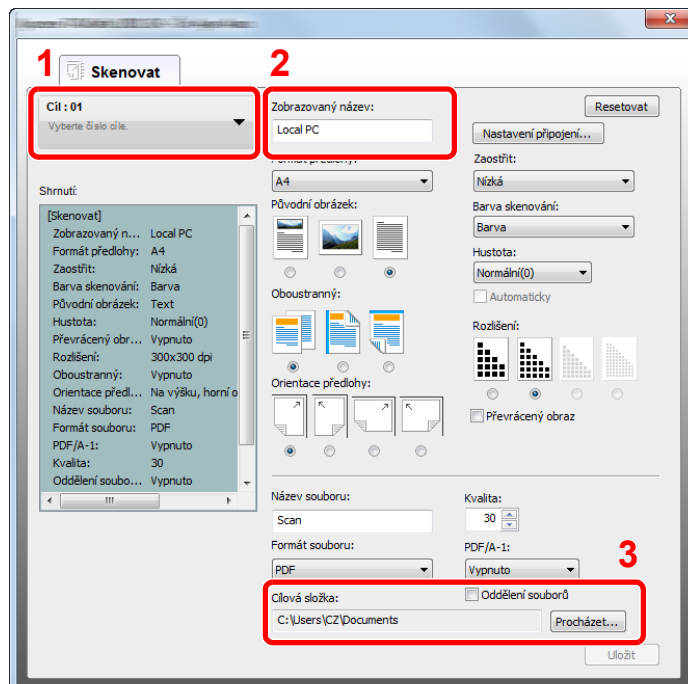 1
Skenovat
2
Cíl : 01
Vyberte číslo cíle.
Zobrazovaný název:
Local PC
Resetovat
Nastavení připojení...
Formát předlohy:
A4
Zaostřit:
Nízká
Shrnutí:
[Skenovat]
Zobrazovaný n... Local PC
Formát předlohy: A4
Zaostřit: Nízká
Barva skenování: Barva
Původní obrázek: Text
Hustota: Normální(0)
Převrácený obr... Vypnuto
Rozlišení: 300x300 dpi
Oboustranný: Vypnuto
Orientace předl... Na výšku, horní o
Název souboru: Scan
Formát souboru: PDF
PDF/A-1: Vypnuto
Kvalita: 30
Oddělení soubo... Vypnuto
Původní obrázek:
Barva skenování:
Barva
Hustota:
Normální(0)
Automaticky
Oboustranný:
Rozlišení:
Orientace předlohy:
Převrácený obraz
Název souboru:
Scan
Kvalita:
30
Formát souboru:
PDF
PDF/A-1:
Vypnuto
3
Cílová složka:
Oddělení souborů
C:\Users\CZ\Documents
Procházet...
Uložit